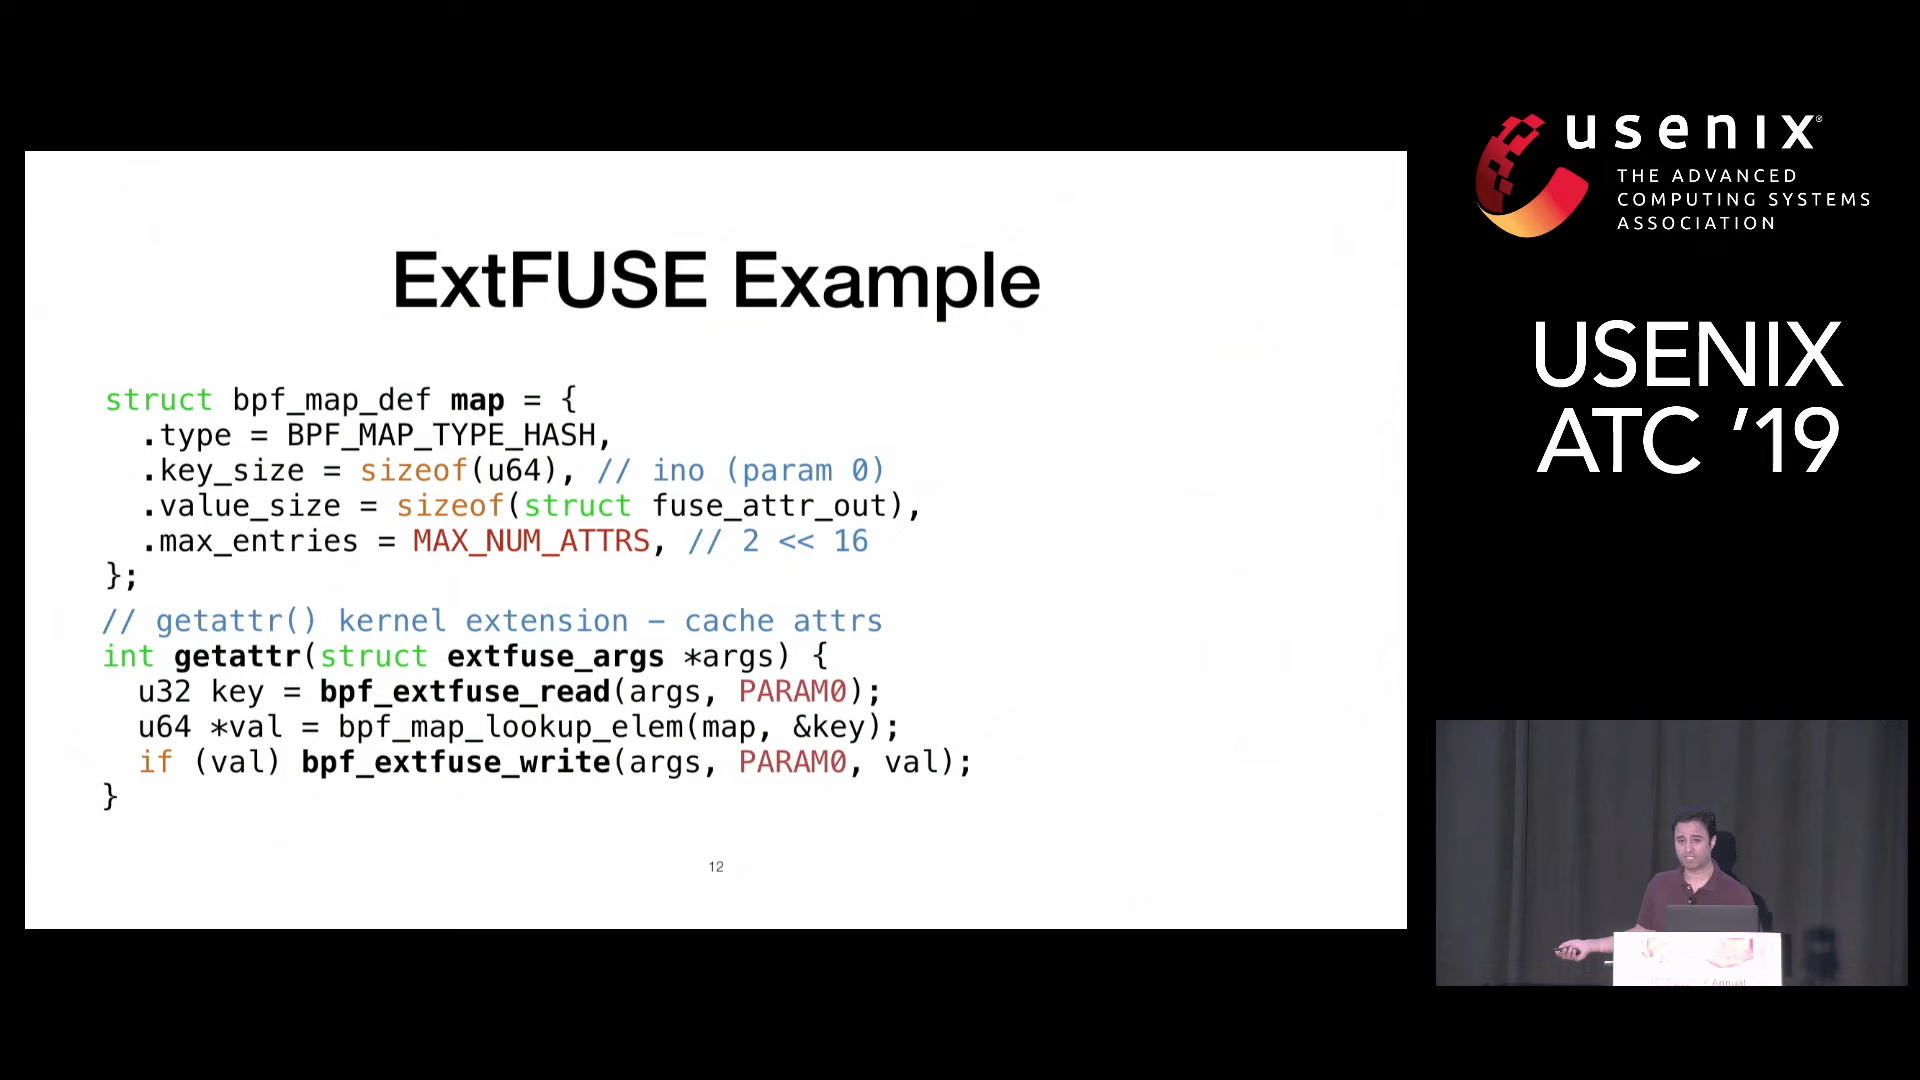 ExtFUSE Example
struct bpf_map_def map = {
.type = BPF_MAP_TYPE_HASH,
.key_size = sizeof(u64), // ino (param 0)
.value_size = sizeof(struct fuse_attr_out),
.max_entries = MAX_NUM_ATTRS, // 2 << 16
};
// getattr() kernel extension – cache attrs
int getattr(struct extfuse_args *args) {
u32 key = bpf_extfuse_read(args, PARAM0);
u64 *val = bpf_map_lookup_elem(map, &key);
if (val) bpf_extfuse_write(args, PARAM0, val);
}
12
usenix®
THE ADVANCED
COMPUTING SYSTEMS
ASSOCIATION
USENIX
ATC ’19
Annual